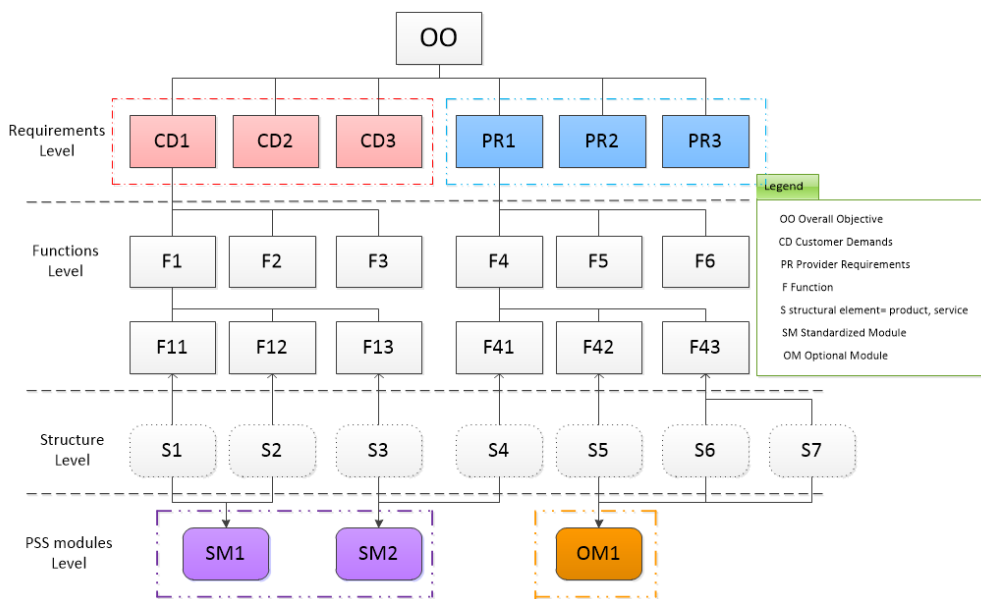 OO
Requirements
Level
CD1 CD2 CD3 PR1 PR2 PR3
Legend
OO Overall Objective
CD Customer Demands
PR Provider Requirements
F Function
S structural element= product, service
SM Standardized Module
OM Optional Module
Functions
Level
F1 F2 F3 F4 F5 F6
F11 F12 F13 F41 F42 F43
Structure
Level
S1 S2 S3 S4 S5 S6 S7
PSS modules
Level
SM1 SM2 OM1